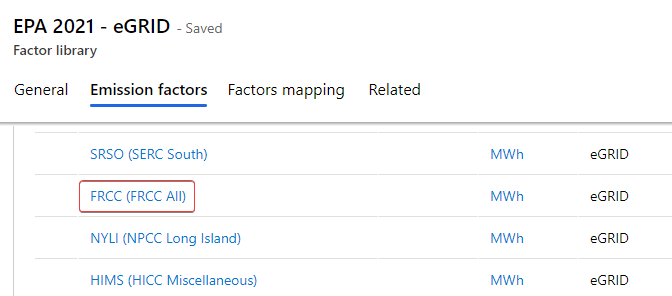 EPA 2021 - eGRID - Saved
Factor library
General Emission factors Factors mapping Related
SRSO (SERC South) MWh eGRID
FRCC (FRCC All) MWh eGRID
NYLI (NPCC Long Island) MWh eGRID
HIMS (HICC Miscellaneous) MWh eGRID